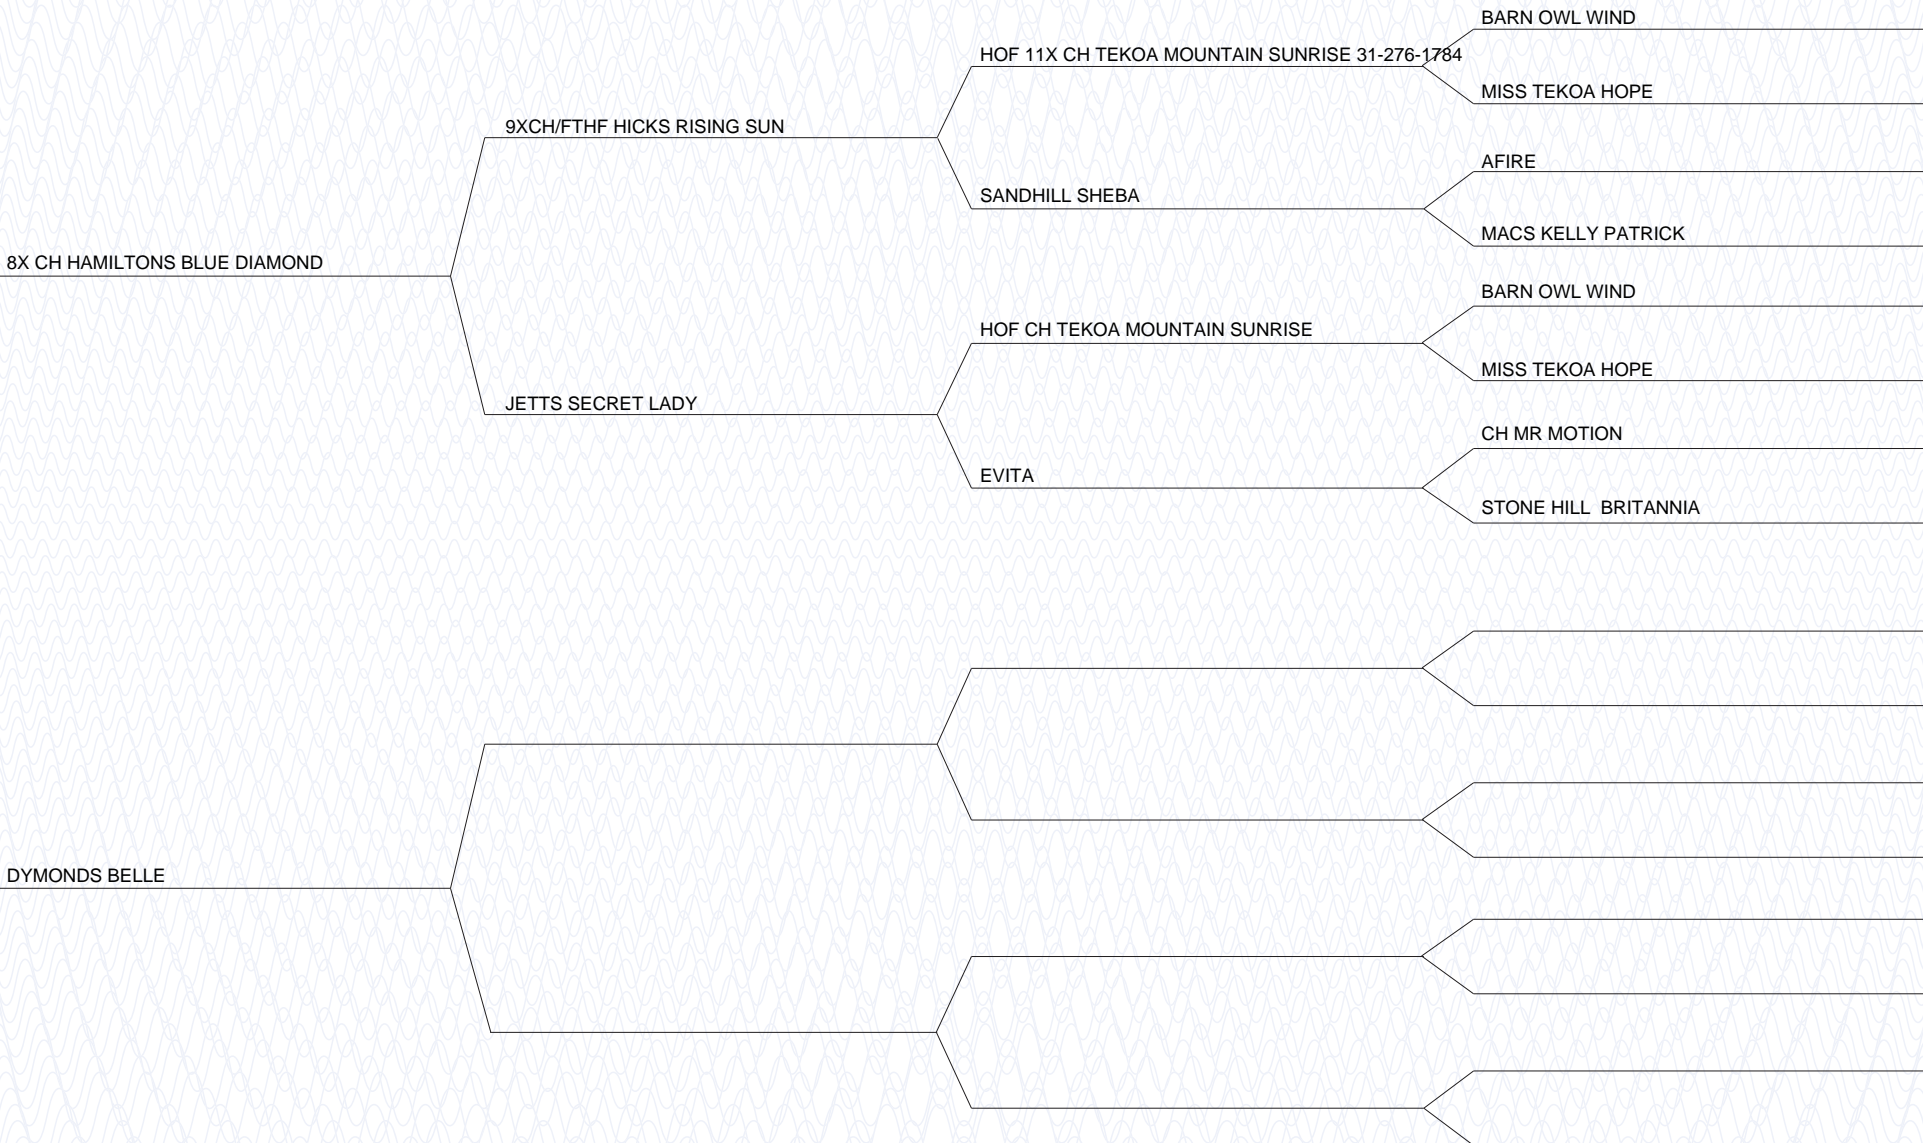 BARN OWL WIND
HOF 11X CH TEKOA MOUNTAIN SUNRISE 31-276-1784
MISS TEKOA HOPE
9XCH/FTHF HICKS RISING SUN
AFIRE
SANDHILL SHEBA
MACS KELLY PATRICK
8X CH HAMILTONS BLUE DIAMOND
BARN OWL WIND
HOF CH TEKOA MOUNTAIN SUNRISE
MISS TEKOA HOPE
JETTS SECRET LADY
CH MR MOTION
EVITA
STONE HILL  BRITANNIA
DYMONDS BELLE